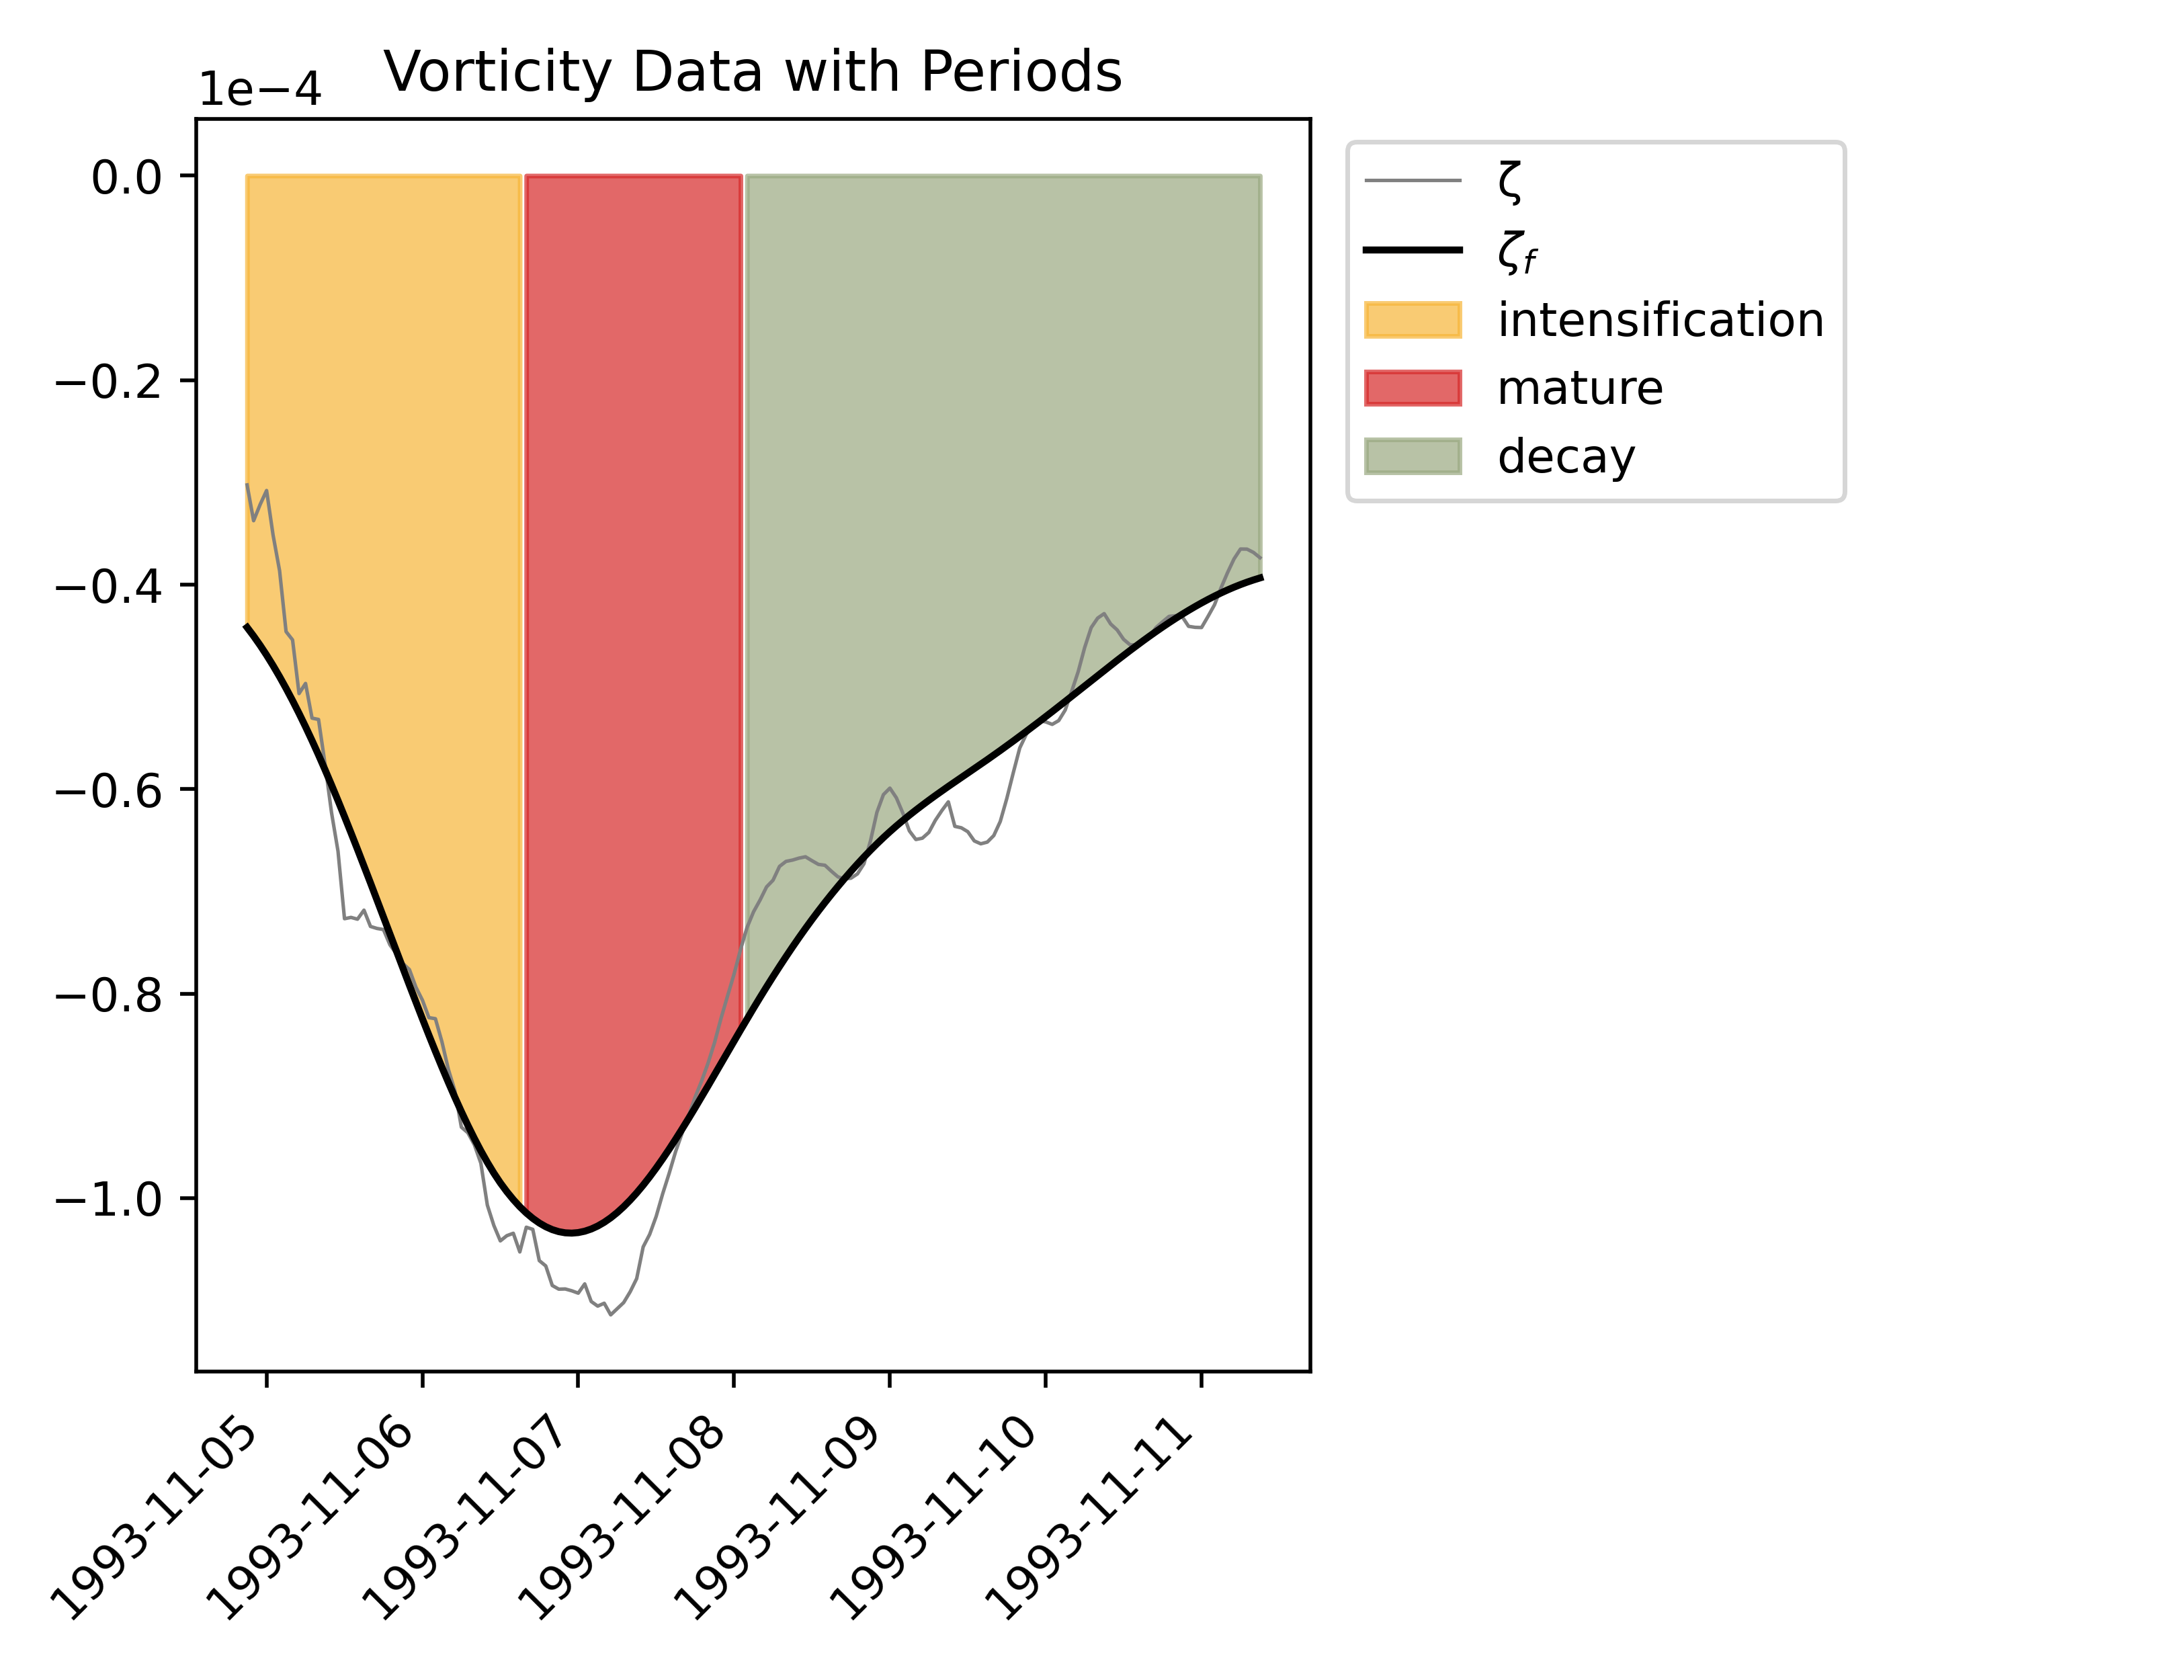 Vorticity Data with Periods
1e−4
0.0
−0.2
−0.4
−0.6
−0.8
−1.0
1993-11-05
1993-11-06
1993-11-07
1993-11-08
1993-11-09
1993-11-10
1993-11-11
ζ
ζf
intensification
mature
decay